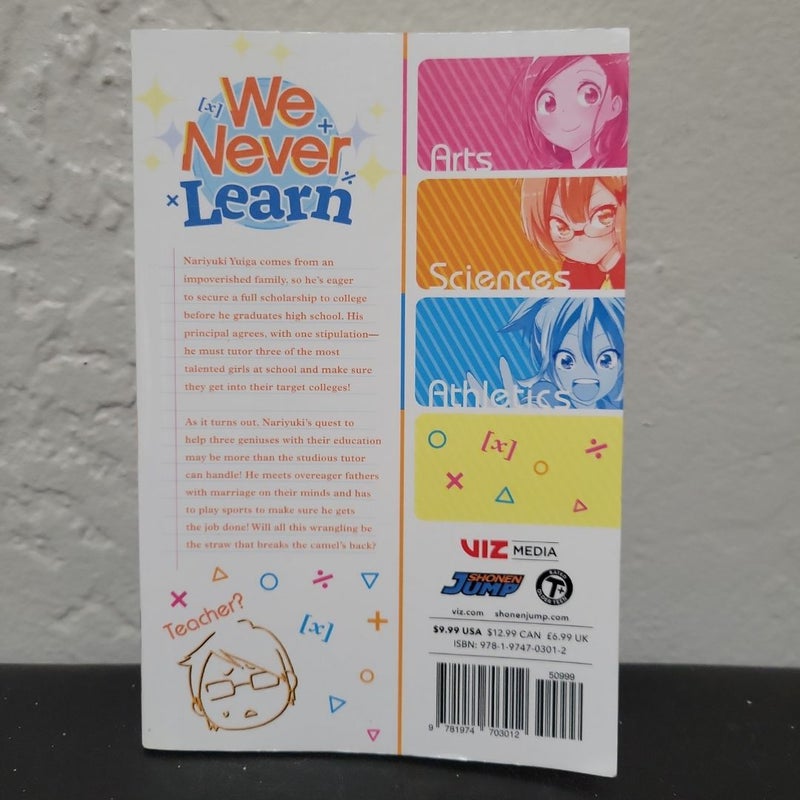 [x] We
Never
Learn
Nariyuki Yuiga comes from an
impoverished family, so he's eager
to secure a full scholarship to college
before he graduates high school. His
principal agrees, with one stipulation—
he must tutor three of the most
talented girls at school and make sure
they get into their target colleges!
As it turns out, Nariyuki's quest to
help three geniuses with their education
may be more than the studious tutor
can handle! He meets overeager fathers
with marriage on their minds and has
to play sports to make sure he gets
the job done! Will all this wrangling be
the straw that breaks the camel's back?
Teacher?
[x]
Arts
Sciences
Athletics
[x]
VIZ MEDIA
SHONEN
JUMP
RATED
T+
OLDER TEEN
viz.com shonenjump.com
$9.99 USA $12.99 CAN £6.99 UK
ISBN: 978-1-9747-0301-2
50999
9 781974 703012